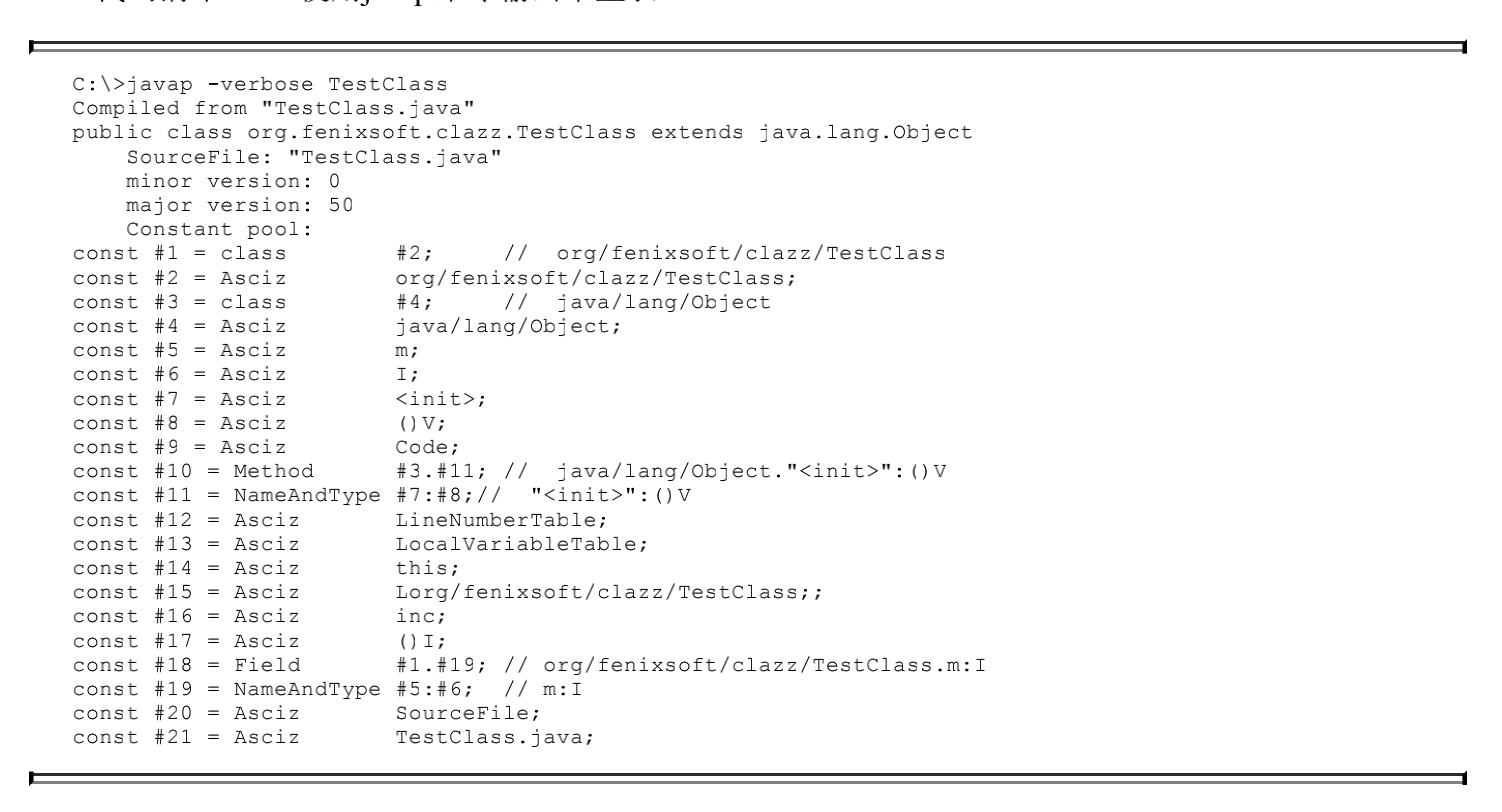 C:\>javap -verbose TestClass
Compiled from "TestClass.java"
public class org.fenixsoft.clazz.TestClass extends java.lang.Object
    SourceFile: "TestClass.java"
    minor version: 0
    major version: 50
    Constant pool:
const #1 = class        #2;     //  org/fenixsoft/clazz/TestClass
const #2 = Asciz        org/fenixsoft/clazz/TestClass;
const #3 = class        #4;     //  java/lang/Object
const #4 = Asciz        java/lang/Object;
const #5 = Asciz        m;
const #6 = Asciz        I;
const #7 = Asciz        <init>;
const #8 = Asciz        ()V;
const #9 = Asciz        Code;
const #10 = Method      #3.#11; //  java/lang/Object."<init>":()V
const #11 = NameAndType #7:#8;//  "<init>":()V
const #12 = Asciz       LineNumberTable;
const #13 = Asciz       LocalVariableTable;
const #14 = Asciz       this;
const #15 = Asciz       Lorg/fenixsoft/clazz/TestClass;;
const #16 = Asciz       inc;
const #17 = Asciz       ()I;
const #18 = Field       #1.#19; // org/fenixsoft/clazz/TestClass.m:I
const #19 = NameAndType #5:#6;  // m:I
const #20 = Asciz       SourceFile;
const #21 = Asciz       TestClass.java;